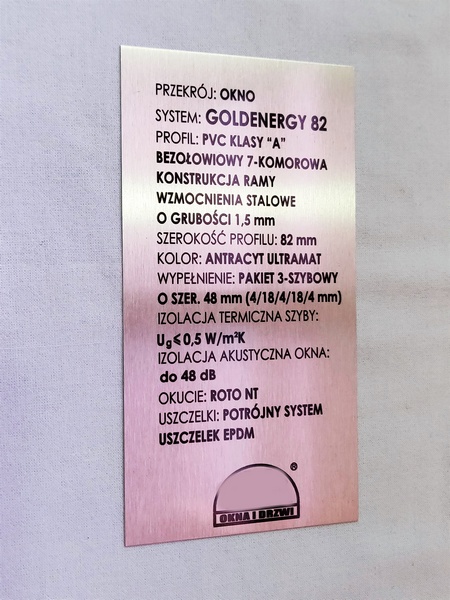 PRZEKRÓJ: OKNO
SYSTEM: GOLDENERGY 82
PROFIL: PVC KLASY "A"
BEZOŁOWIOWY 7-KOMOROWA
KONSTRUKCJA RAMY
WZMOCNIENIA STALOWE
O GRUBOŚCI 1,5 mm
SZEROKOŚĆ PROFILU: 82 mm
KOLOR: ANTRACYT ULTRAMAT
WYPEŁNIENIE: PAKIET 3-SZYBOWY
O SZER. 48 mm (4/18/4/18/4 mm)
IZOLACJA TERMICZNA SZYBY:
Ug⩽0,5 W/m²K
IZOLACJA AKUSTYCZNA OKNA:
do 48 dB
OKUCIE: ROTO NT
USZCZELKI: POTRÓJNY SYSTEM
USZCZELEK EPDM
®
OKNA I DRZWI